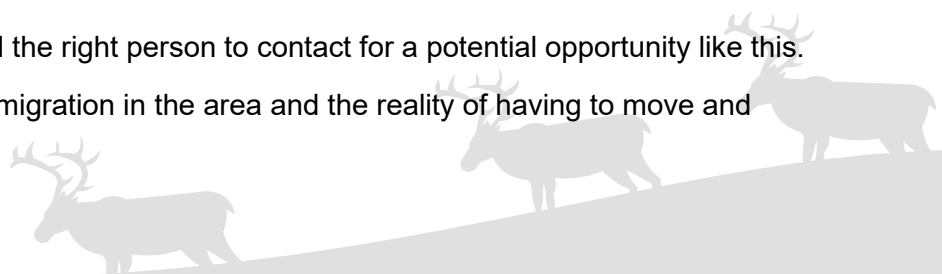 the right person to contact for a potential opportunity like this.
migration in the area and the reality of having to move and